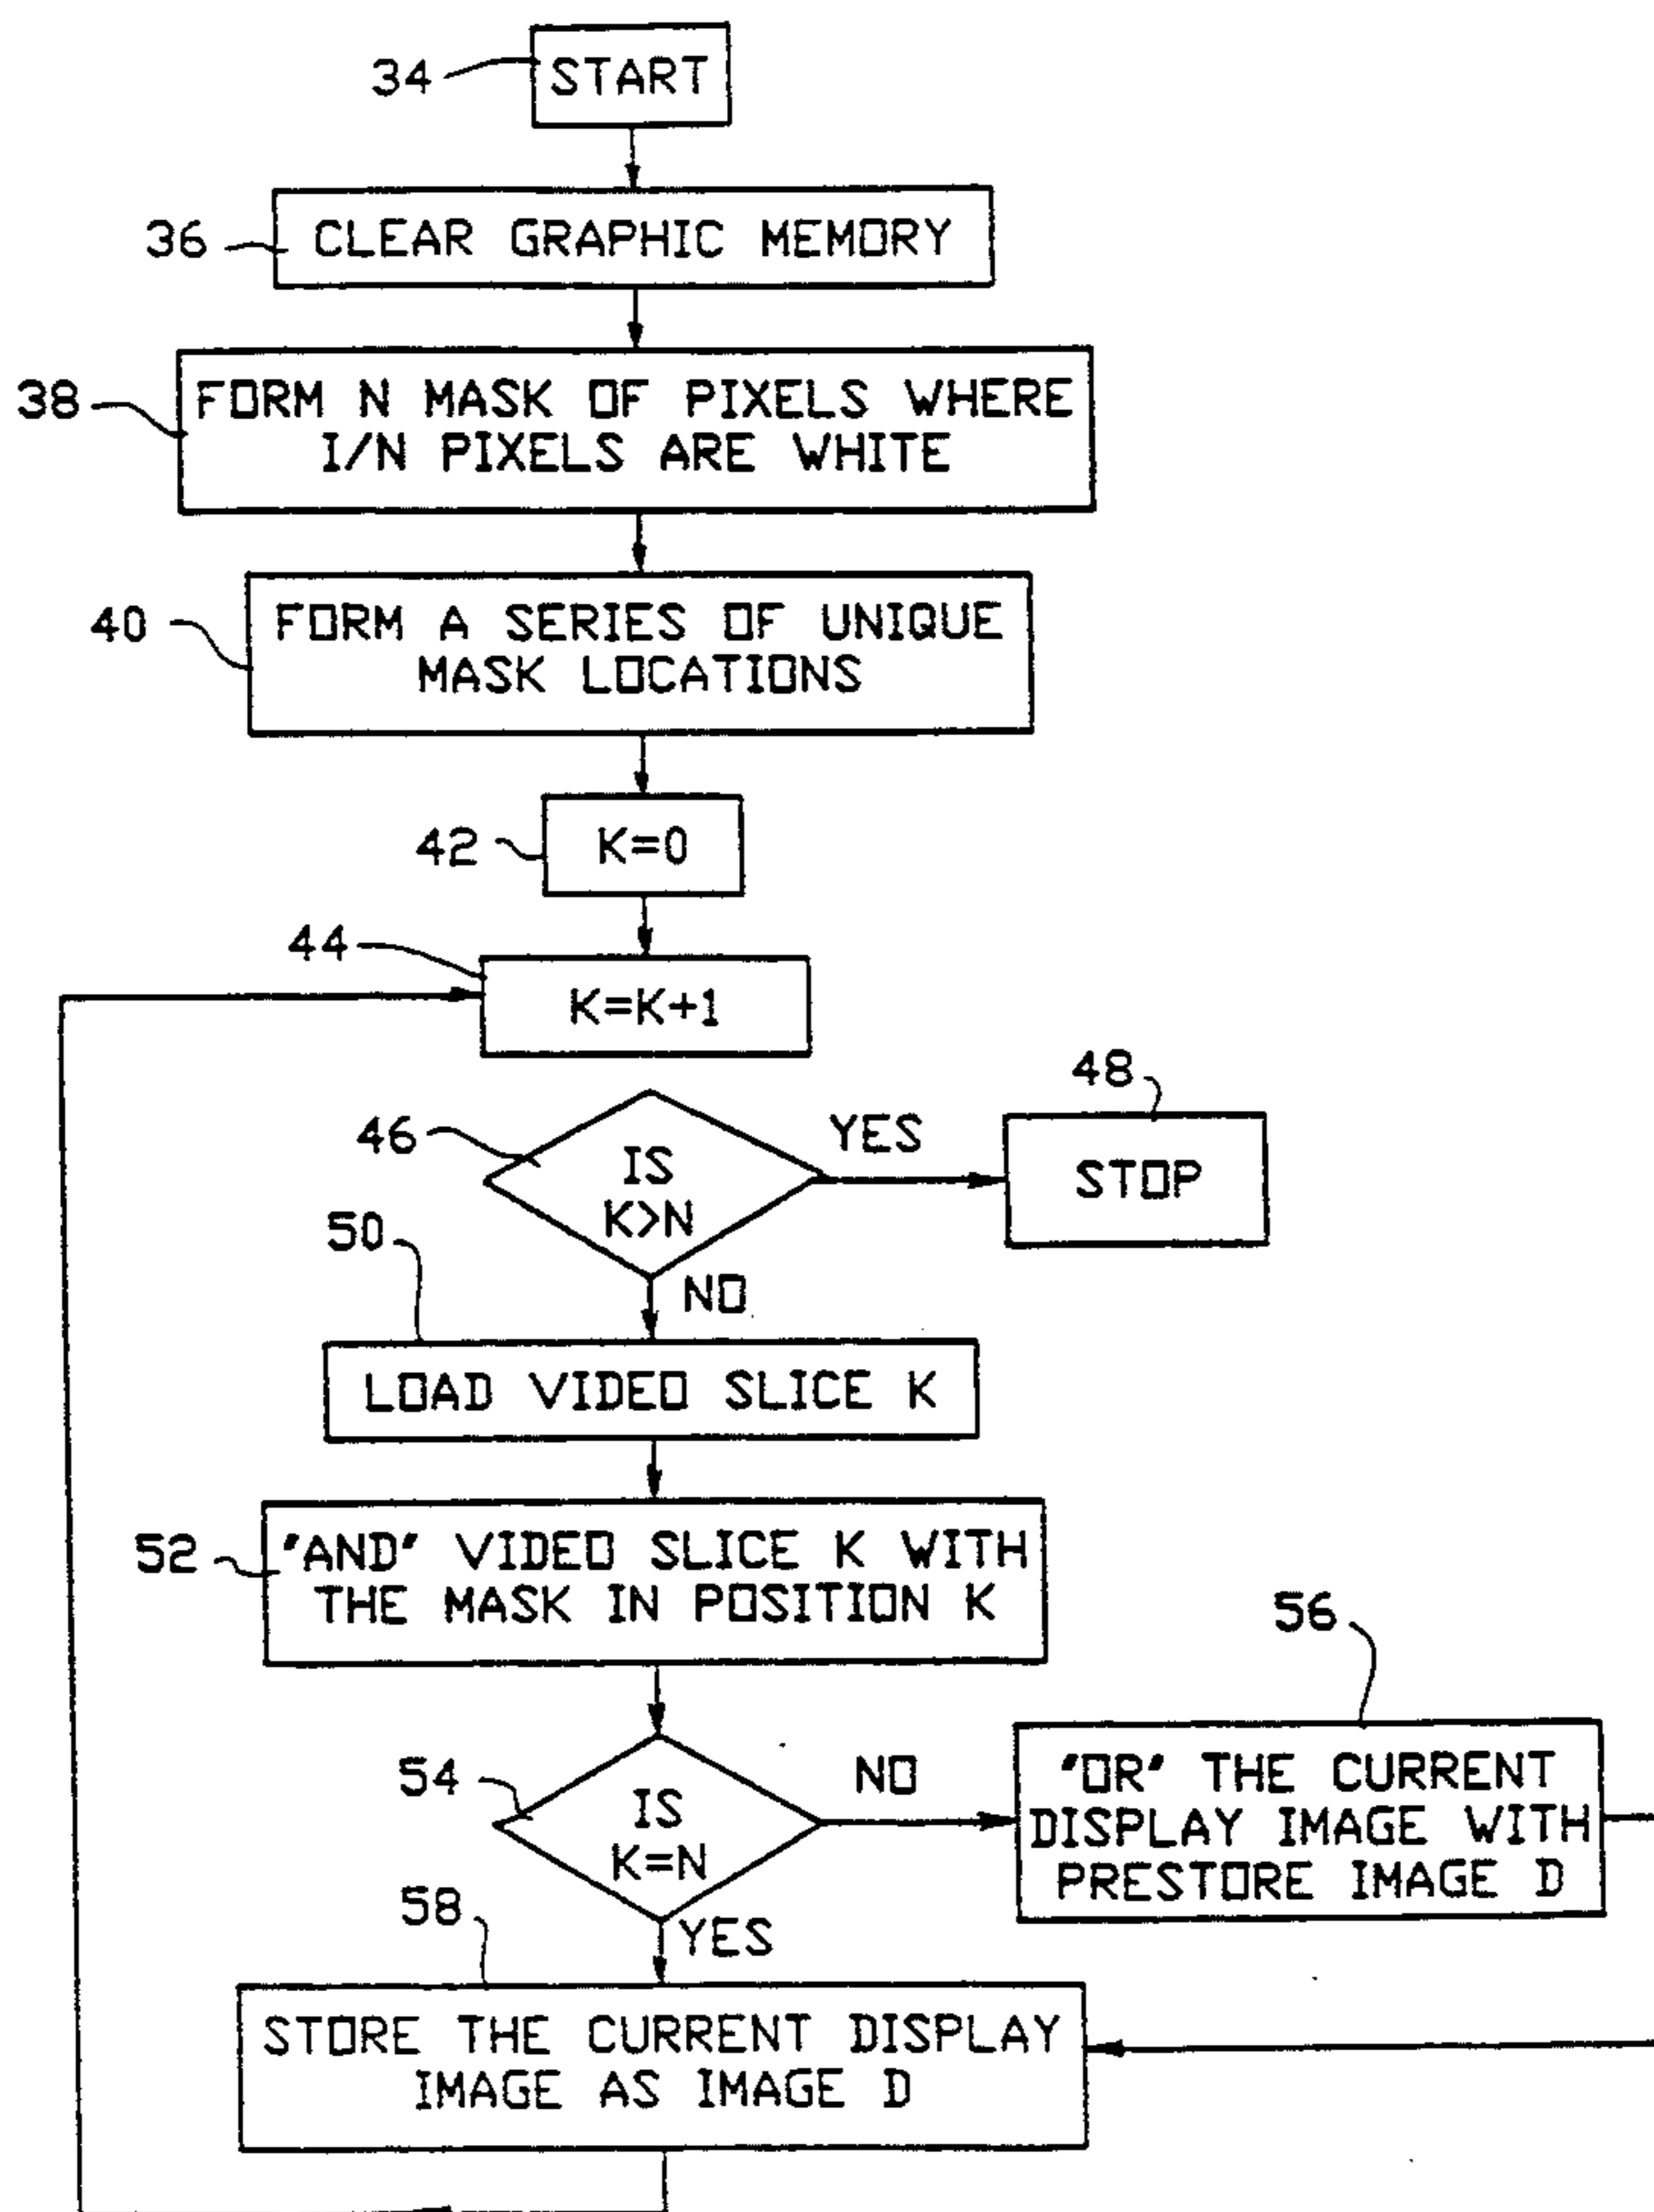 34
START
36
CLEAR GRAPHIC MEMORY
38
FORM N MASK OF PIXELS WHERE
I/N PIXELS ARE WHITE
40
FORM A SERIES OF UNIQUE
MASK LOCATIONS
42
K=0
44
K=K+1
46
IS
K>N
YES
48
STOP
NO
50
LOAD VIDEO SLICE K
52
"AND" VIDEO SLICE K WITH
THE MASK IN POSITION K
54
IS
K=N
NO
56
"OR" THE CURRENT
DISPLAY IMAGE WITH
PRESTORE IMAGE D
YES
58
STORE THE CURRENT DISPLAY
IMAGE AS IMAGE D